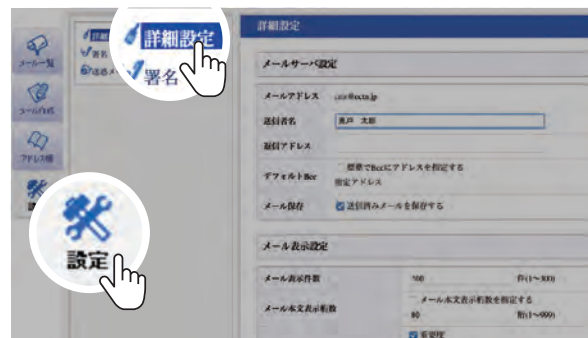 メール一覧
メール作成
アドレス帳
設定
詳細設定
署名
詳細設定
メールサーバ設定
メールアドレス
送信者名
返信アドレス
デフォルトBcc 標準でBccにアドレスを指定する
指定アドレス
メール保存 送信済みメールを保存する
メール表示設定
メール表示件数 100 件(1~300)
メール本文表示桁数 メール本文表示桁数を指定する
80 桁(1~999)
重要度